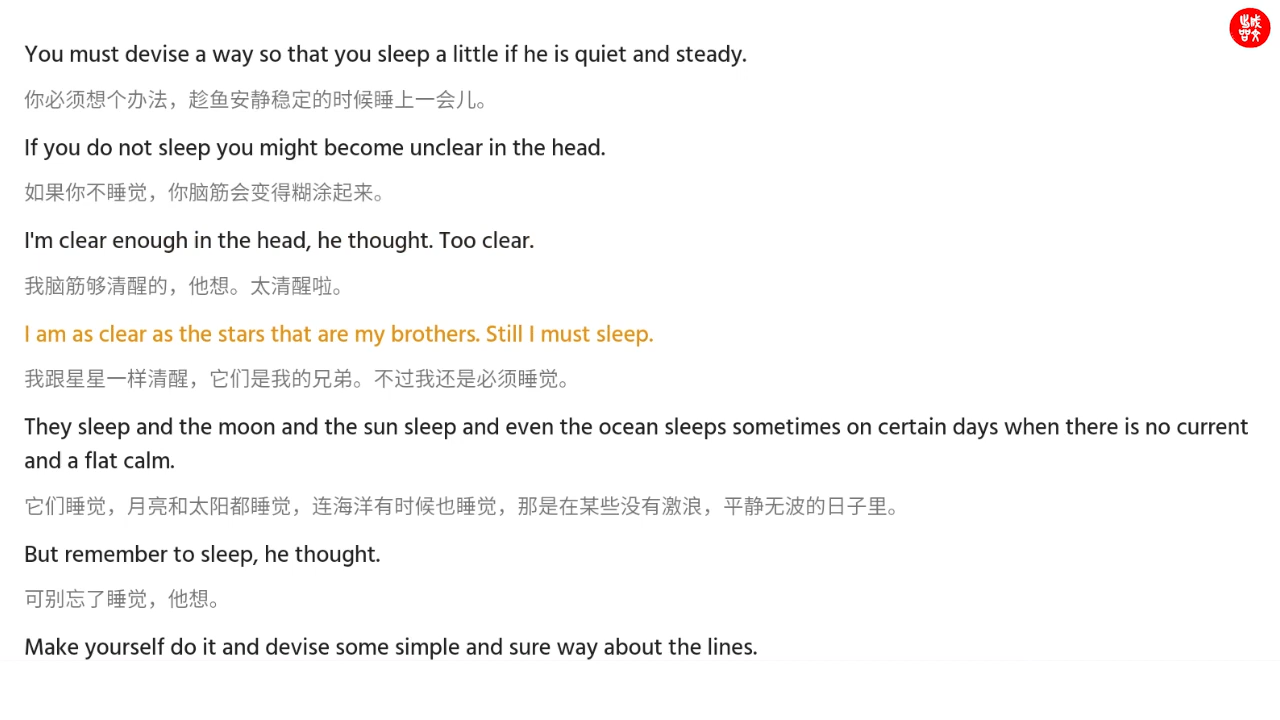 You must devise a way so that you sleep a little if he is quiet and steady.
你必须想个办法，趁鱼安静稳定的时候睡上一会儿。
If you do not sleep you might become unclear in the head.
如果你不睡觉，你脑筋会变得糊涂起来。
I'm clear enough in the head, he thought. Too clear.
我脑筋够清醒的，他想。太清醒啦。
I am as clear as the stars that are my brothers. Still I must sleep.
我跟星星一样清醒，它们是我的兄弟。不过我还是必须睡觉。
They sleep and the moon and the sun sleep and even the ocean sleeps sometimes on certain days when there is no current
and a flat calm.
它们睡觉，月亮和太阳都睡觉，连海洋有时候也睡觉，那是在某些没有激浪，平静无波的日子里。
But remember to sleep, he thought.
可别忘了睡觉，他想。
Make yourself do it and devise some simple and sure way about the lines.